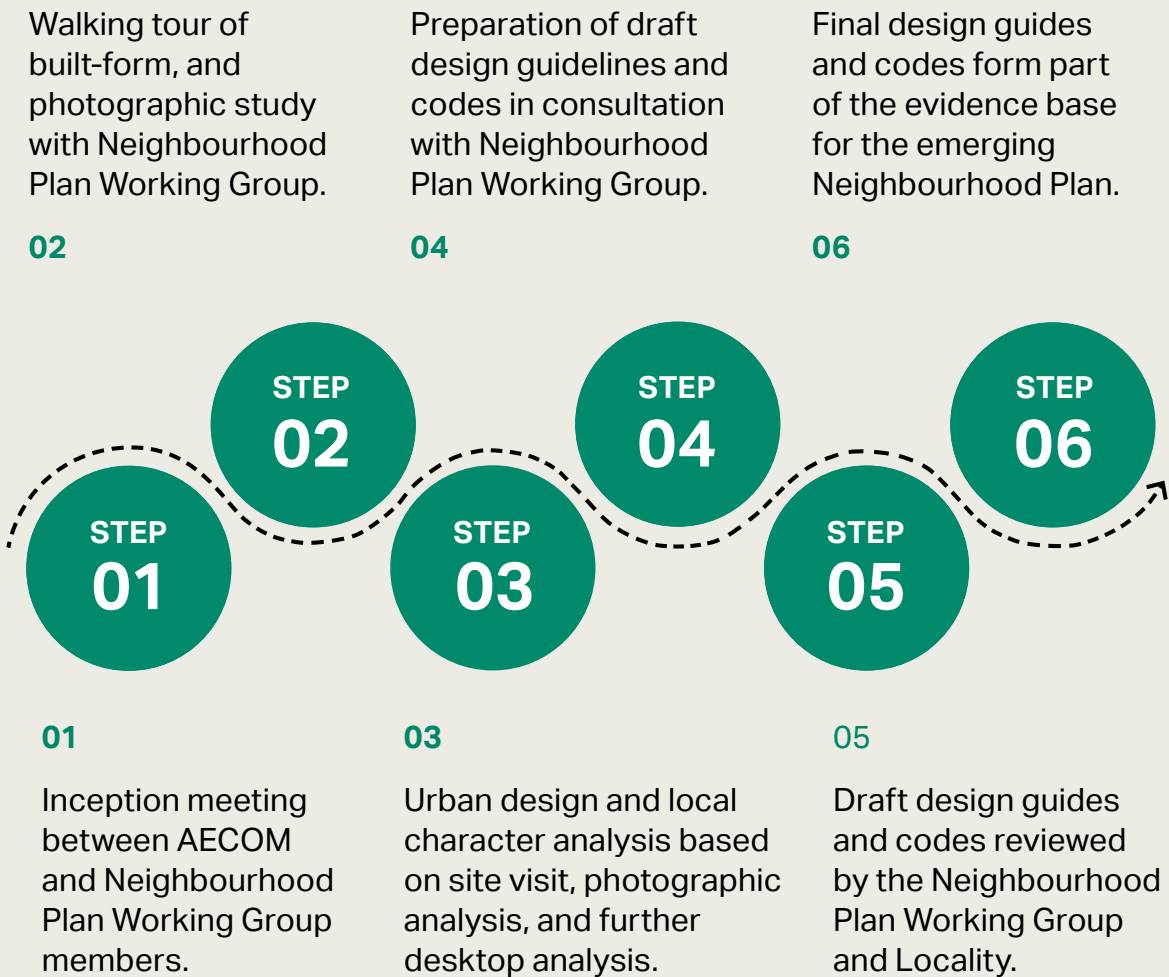 Walking tour of
built-form, and
photographic study
with Neighbourhood
Plan Working Group.
02
Preparation of draft
design guidelines and
codes in consultation
with Neighbourhood
Plan Working Group.
04
Final design guides
and codes form part
of the evidence base
for the emerging
Neighbourhood Plan.
06
STEP
01
STEP
02
STEP
03
STEP
04
STEP
05
STEP
06
01
Inception meeting
between AECOM
and Neighbourhood
Plan Working Group
members.
03
Urban design and local
character analysis based
on site visit, photographic
analysis, and further
desktop analysis.
05
Draft design guides
and codes reviewed
by the Neighbourhood
Plan Working Group
and Locality.